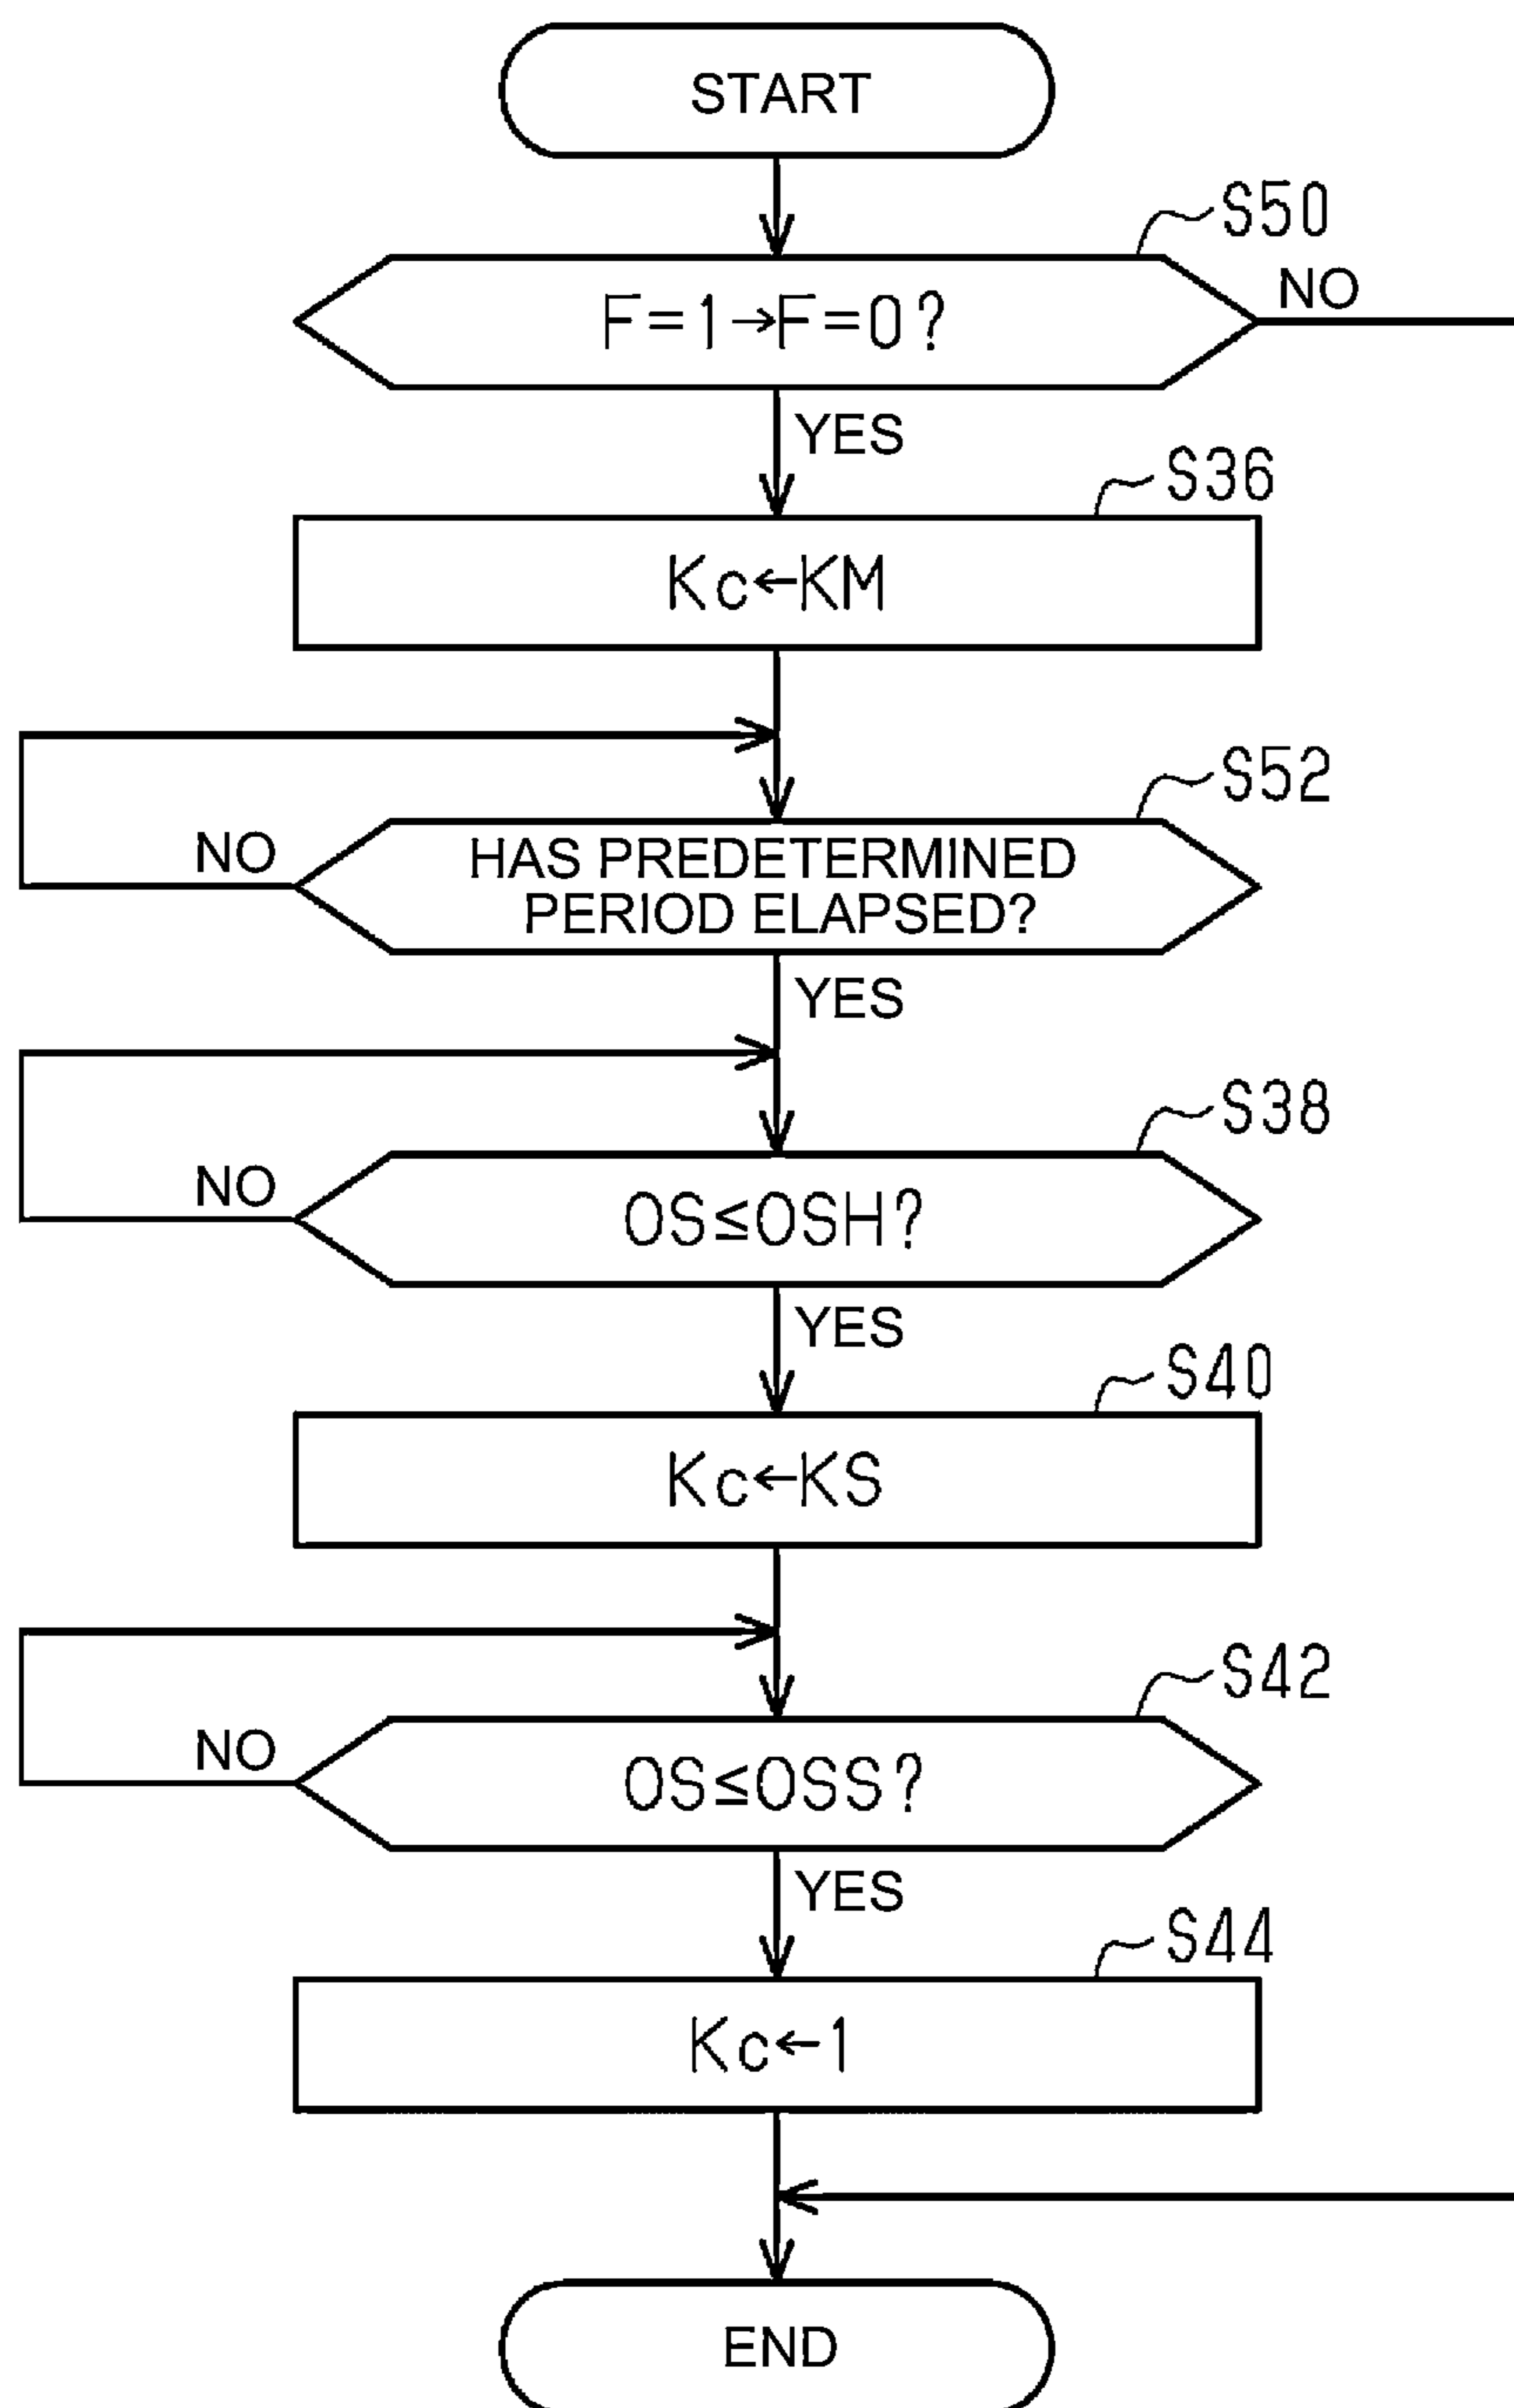 START
S50
F=1→F=0?
NO
YES
S36
Kc←KM
S52
NO
HAS PREDETERMINED
PERIOD ELAPSED?
YES
S38
NO
OS≤OSH?
YES
S40
Kc←KS
S42
NO
OS≤OSS?
YES
S44
Kc←1
END